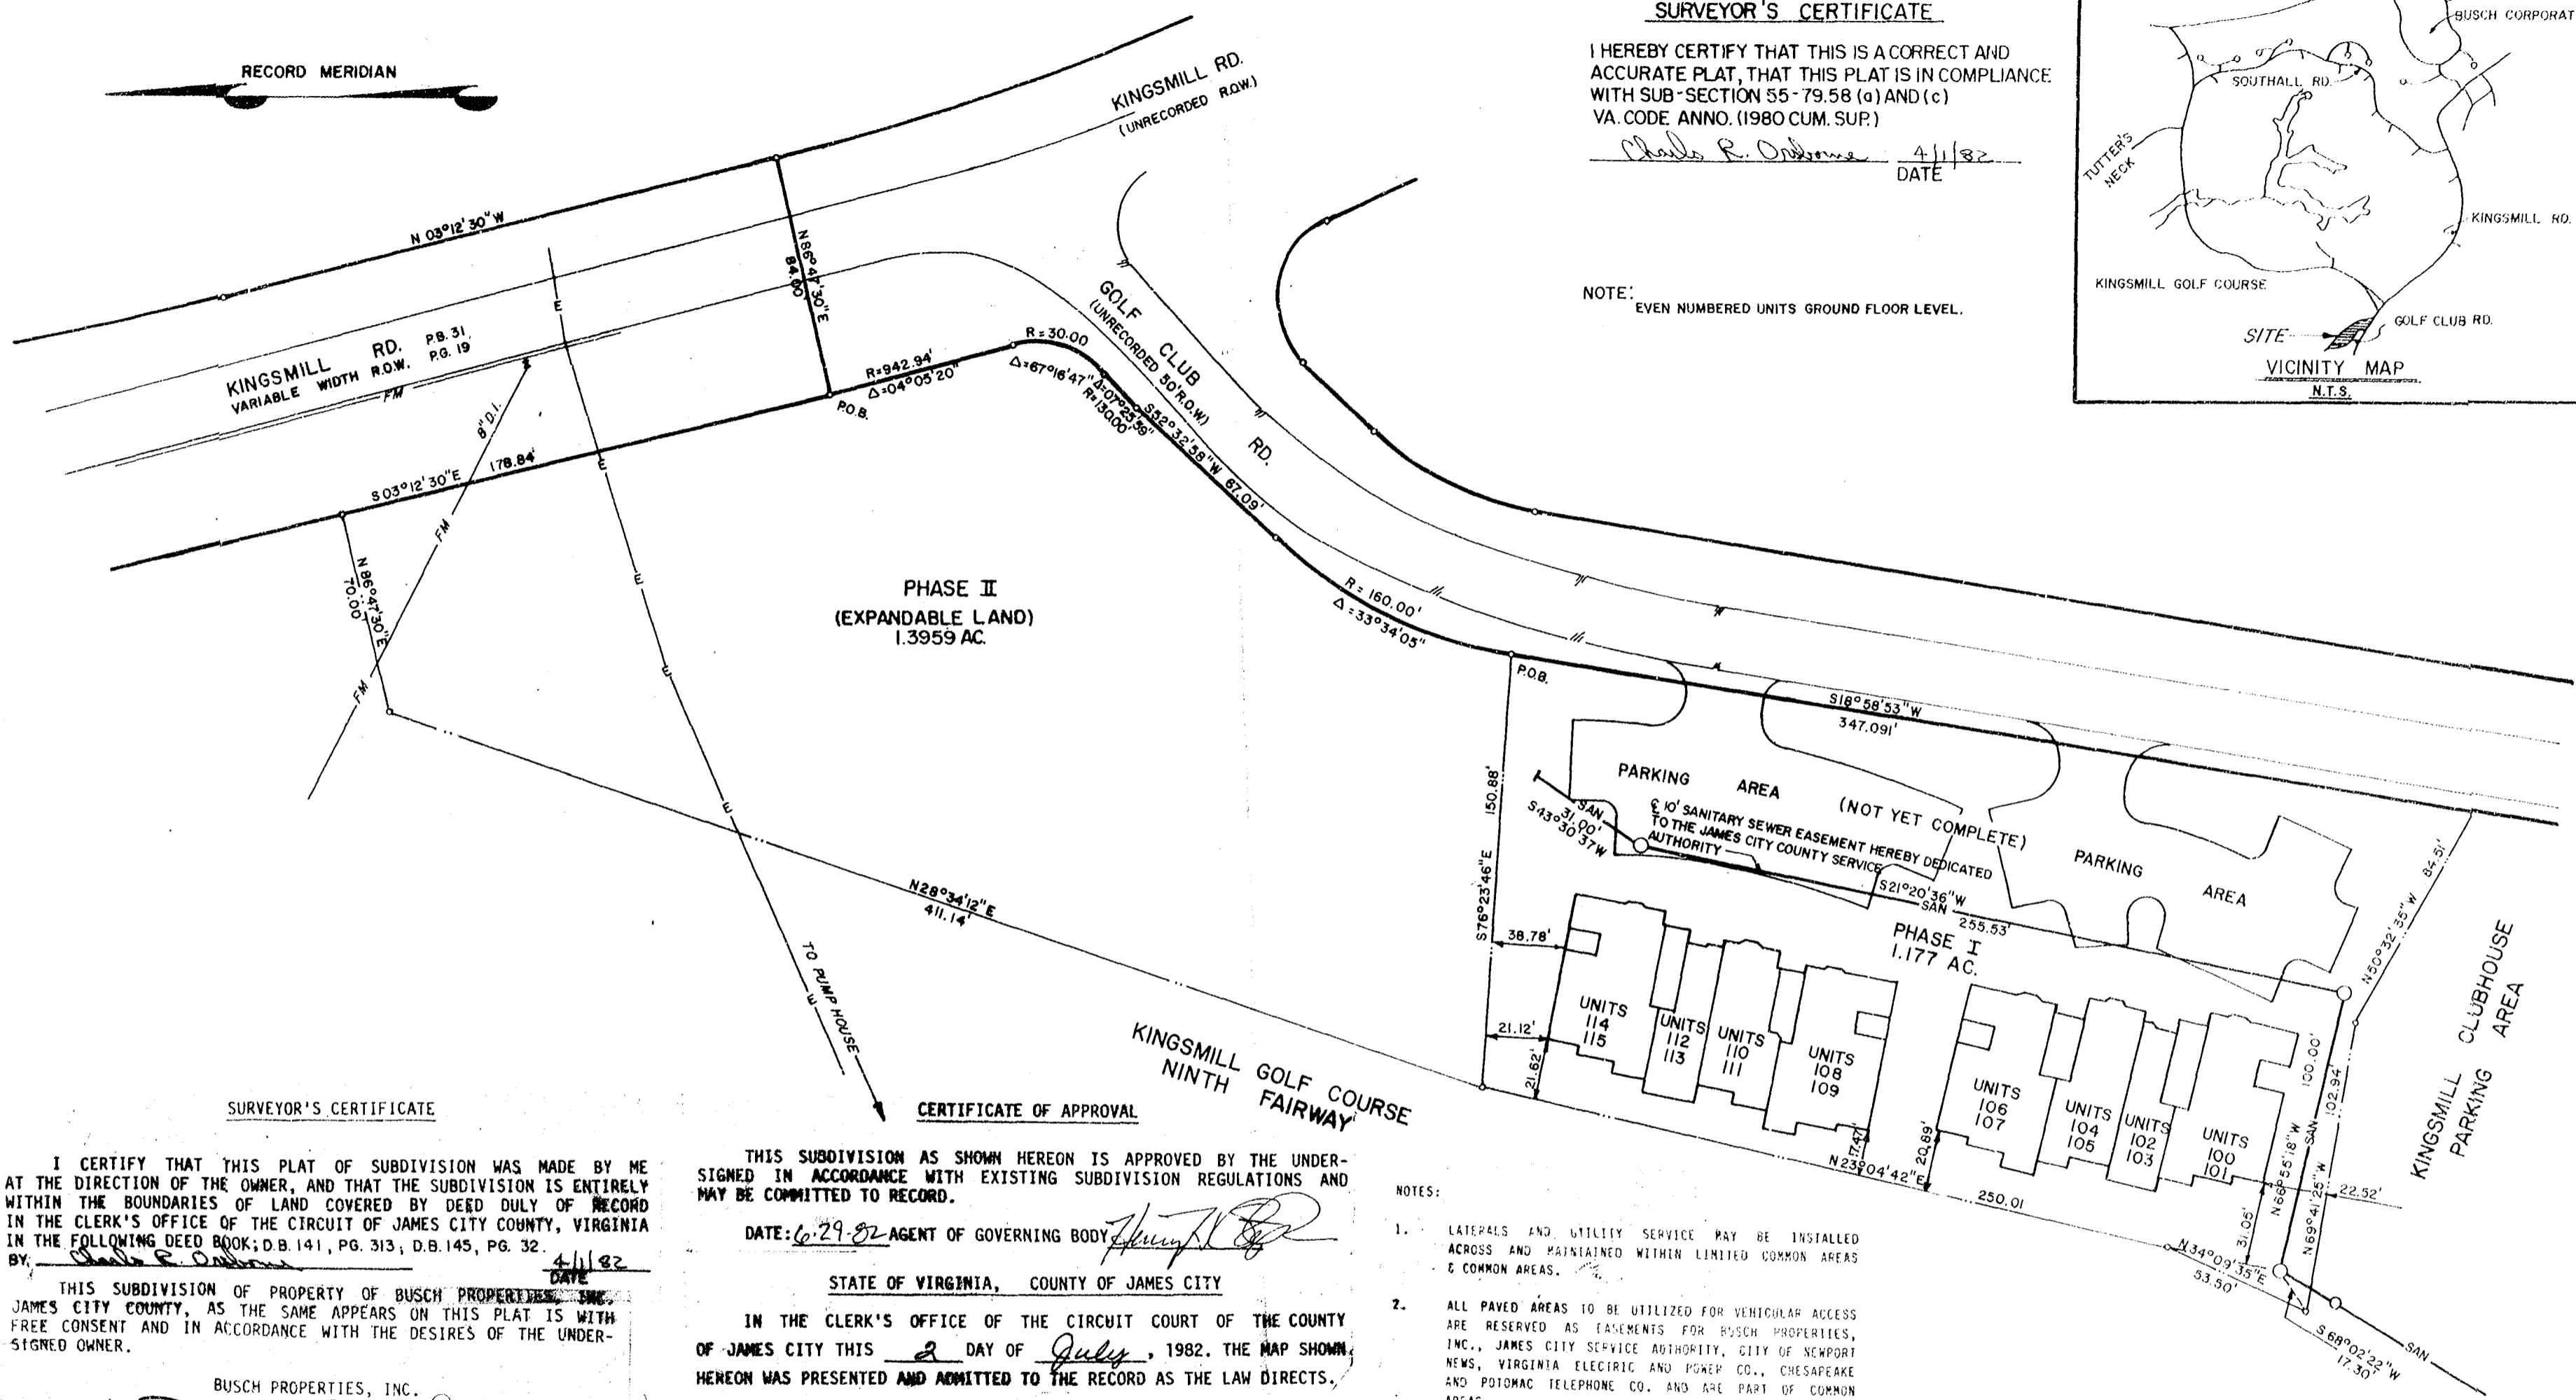 RECORD MERIDIAN
SURVEYOR'S CERTIFICATE
I HEREBY CERTIFY THAT THIS IS A CORRECT AND
ACCURATE PLAT, THAT THIS PLAT IS IN COMPLIANCE
WITH SUB-SECTION 55-79.58 (a) AND (c)
VA. CODE ANNO. (1980 CUM. SUP.)
Charles R. Orsborne 4/1/82
DATE
NOTE:
EVEN NUMBERED UNITS GROUND FLOOR LEVEL.
BUSCH CORPORAT
SOUTHALL RD.
TUTTER'S
NECK
KINGSMILL RD.
KINGSMILL GOLF COURSE
GOLF CLUB RD.
SITE
VICINITY MAP
N.T.S.
KINGSMILL RD.
(UNRECORDED R.O.W.)
N 03°12'30" W
N 86°47'30" E
84.00'
KINGSMILL RD. P.B. 31
VARIABLE WIDTH R.O.W. P.G. 19
FM
E
8" D.I.
S 03°12'30" E 178.84'
E
FM
P.O.B.
R=942.94'
Δ=04°05'20"
R=30.00
Δ=67°16'47"
Δ=07°25'59"
R=130.00'
S52°32'58"W 67.09'
GOLF CLUB RD.
(UNRECORDED 50' R.O.W.)
N 86°47'30" E
70.00'
FM
E
E
PHASE II
(EXPANDABLE LAND)
1.3959 AC.
R = 160.00'
Δ = 33°34'05"
P.O.B.
S18°58'53"W
347.091'
E
N28°34'12"E
411.14'
E
TO PUMP HOUSE
150.88'
S76°23'46"E
PARKING AREA (NOT YET COMPLETE)
SAN
31.00'
S43°30'37"W
℄ 10' SANITARY SEWER EASEMENT HEREBY DEDICATED
TO THE JAMES CITY COUNTY SERVICE
AUTHORITY
PARKING AREA
S21°20'36"W
SAN 255.53'
PHASE I
1.177 AC.
N50°32'35"W 84.51'
KINGSMILL CLUBHOUSE
PARKING AREA
38.78'
21.12'
21.62'
UNITS
114
115
UNITS
112
113
UNITS
110
111
UNITS
108
109
UNITS
106
107
UNITS
104
105
UNITS
102
103
UNITS
100
101
17.47'
20.89'
N23°04'42"E
250.01
N66°55'18"W SAN 100.00'
N69°41'25"W 102.94'
22.52'
31.05'
N34°09'35"E
53.50'
SAN
S68°02'22"W
17.30'
KINGSMILL GOLF COURSE
NINTH FAIRWAY
SURVEYOR'S CERTIFICATE
I CERTIFY THAT THIS PLAT OF SUBDIVISION WAS MADE BY ME
AT THE DIRECTION OF THE OWNER, AND THAT THE SUBDIVISION IS ENTIRELY
WITHIN THE BOUNDARIES OF LAND COVERED BY DEED DULY OF RECORD
IN THE CLERK'S OFFICE OF THE CIRCUIT OF JAMES CITY COUNTY, VIRGINIA
IN THE FOLLOWING DEED BOOK; D.B. 141, PG. 313; D.B. 145, PG. 32.
BY: Charles R. Orsborne 4/1/82
DATE
THIS SUBDIVISION OF PROPERTY OF BUSCH PROPERTIES, INC.
JAMES CITY COUNTY, AS THE SAME APPEARS ON THIS PLAT IS WITH
FREE CONSENT AND IN ACCORDANCE WITH THE DESIRES OF THE UNDER-
SIGNED OWNER.
BUSCH PROPERTIES, INC.
CERTIFICATE OF APPROVAL
THIS SUBDIVISION AS SHOWN HEREON IS APPROVED BY THE UNDER-
SIGNED IN ACCORDANCE WITH EXISTING SUBDIVISION REGULATIONS AND
MAY BE COMMITTED TO RECORD.
DATE: 6-29-82 AGENT OF GOVERNING BODY
STATE OF VIRGINIA, COUNTY OF JAMES CITY
IN THE CLERK'S OFFICE OF THE CIRCUIT COURT OF THE COUNTY
OF JAMES CITY THIS 2 DAY OF July, 1982. THE MAP SHOWN
HEREON WAS PRESENTED AND ADMITTED TO THE RECORD AS THE LAW DIRECTS.
NOTES:
1. LATERALS AND UTILITY SERVICE MAY BE INSTALLED
ACROSS AND MAINTAINED WITHIN LIMITED COMMON AREAS
& COMMON AREAS.
2. ALL PAVED AREAS TO BE UTILIZED FOR VEHICULAR ACCESS
ARE RESERVED AS EASEMENTS FOR BUSCH PROPERTIES,
INC., JAMES CITY SERVICE AUTHORITY, CITY OF NEWPORT
NEWS, VIRGINIA ELECTRIC AND POWER CO., CHESAPEAKE
AND POTOMAC TELEPHONE CO. AND ARE PART OF COMMON
AREAS